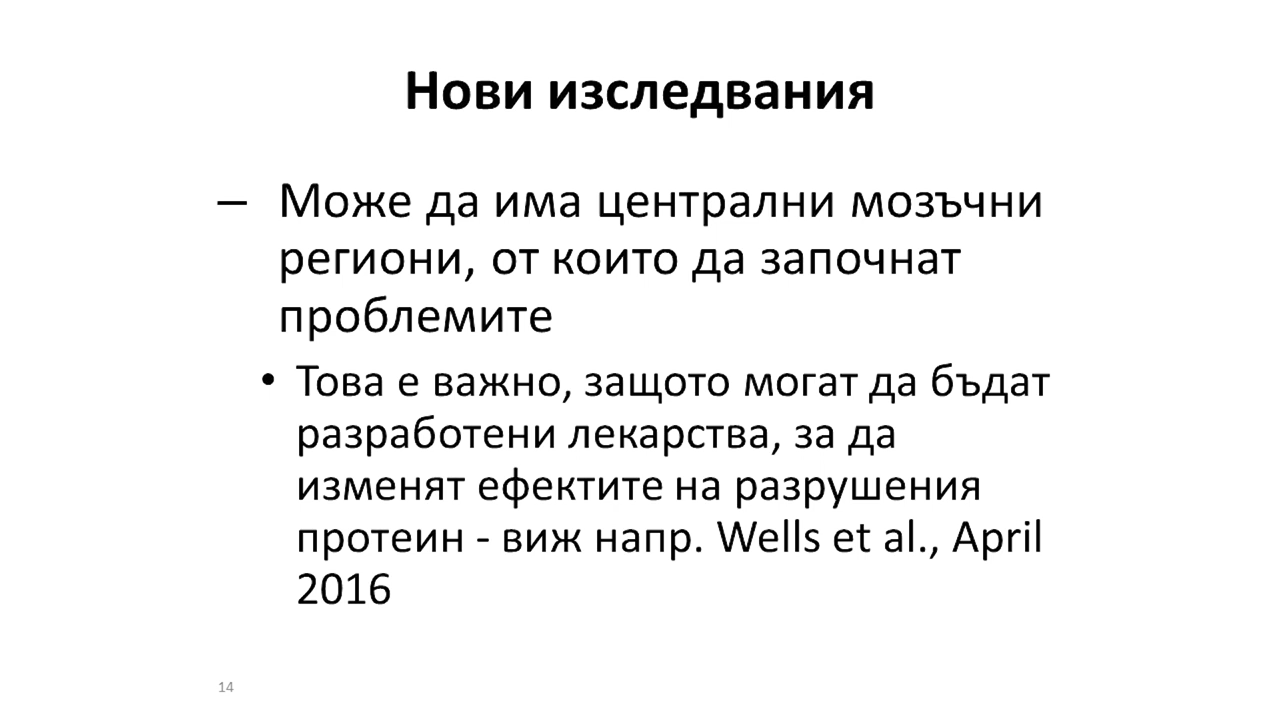 Нови изследвания
– Може да има централни мозъчни
региони, от които да започнат
проблемите
• Това е важно, защото могат да бъдат
разработени лекарства, за да
изменят ефектите на разрушения
протеин - виж напр. Wells et al., April
2016
14